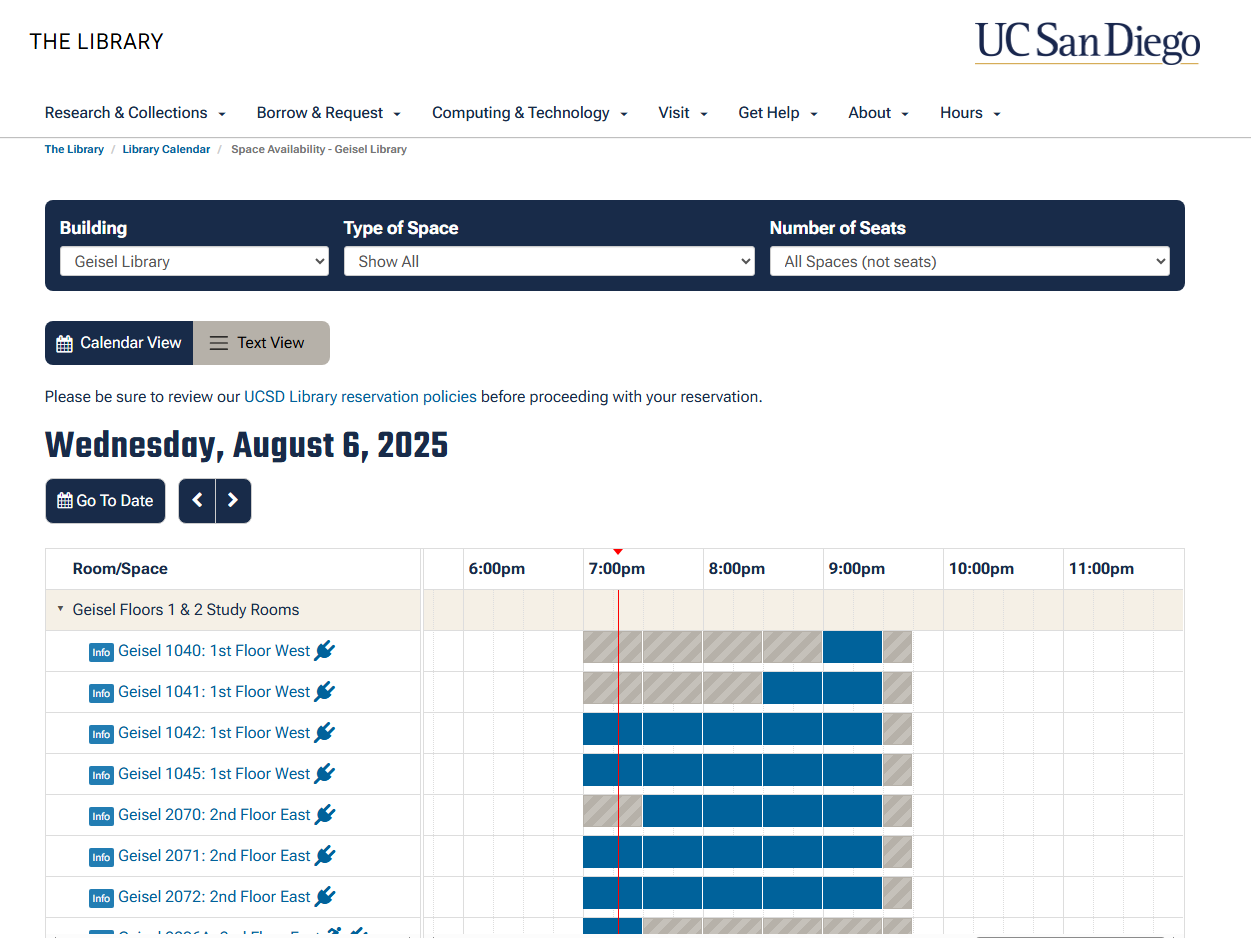 THE LIBRARY
UC San Diego
Research & Collections Borrow & Request Computing & Technology Visit Get Help About Hours
The Library / Library Calendar / Space Availability - Geisel Library
Building Type of Space Number of Seats
Geisel Library Show All All Spaces (not seats)
Calendar View Text View
Please be sure to review our UCSD Library reservation policies before proceeding with your reservation.
Wednesday, August 6, 2025
Go To Date
Room/Space 6:00pm 7:00pm 8:00pm 9:00pm 10:00pm 11:00pm
Geisel Floors 1 & 2 Study Rooms
Info Geisel 1040: 1st Floor West
Info Geisel 1041: 1st Floor West
Info Geisel 1042: 1st Floor West
Info Geisel 1045: 1st Floor West
Info Geisel 2070: 2nd Floor East
Info Geisel 2071: 2nd Floor East
Info Geisel 2072: 2nd Floor East